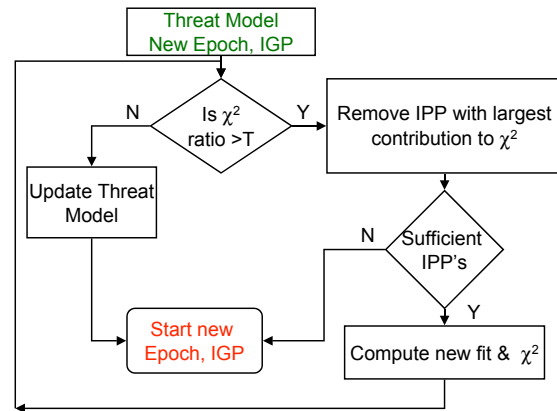 Threat Model
New Epoch, IGP
N
Is χ²
ratio >T
Y
Remove IPP with largest
contribution to χ²
Update Threat
Model
N
Sufficient
IPP's
Y
Start new
Epoch, IGP
Compute new fit & χ²